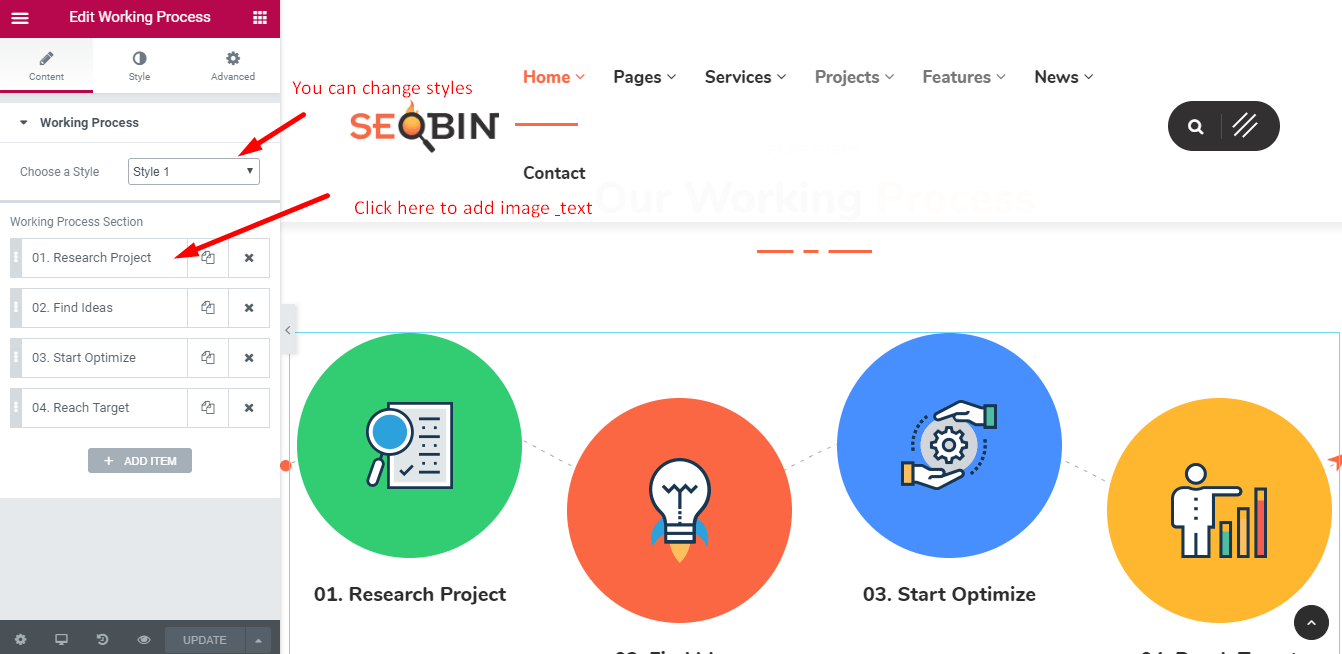 Edit Working Process
Content
Style
Advanced
Working Process
Choose a Style
Style 1
Working Process Section
01. Research Project
02. Find Ideas
03. Start Optimize
04. Reach Target
ADD ITEM
UPDATE
You can change styles
Click here to add image _text
Home
Pages
Services
Projects
Features
News
SEOBIN
Contact
Our Working Process
01. Research Project
03. Start Optimize